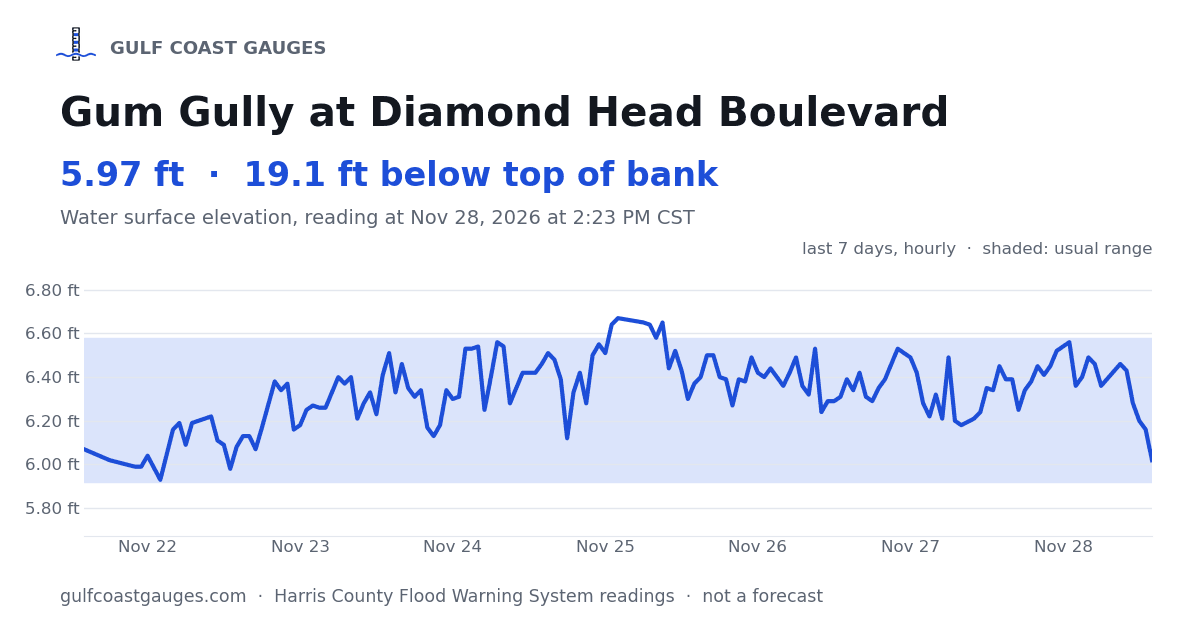 GULF COAST GAUGES
Gum Gully at Diamond Head Boulevard
5.97 ft · 19.1 ft below top of bank
Water surface elevation, reading at Nov 28, 2026 at 2:23 PM CST
last 7 days, hourly · shaded: usual range
6.80 ft
6.60 ft
6.40 ft
6.20 ft
6.00 ft
5.80 ft
Nov 22 Nov 23 Nov 24 Nov 25 Nov 26 Nov 27 Nov 28
gulfcoastgauges.com · Harris County Flood Warning System readings · not a forecast